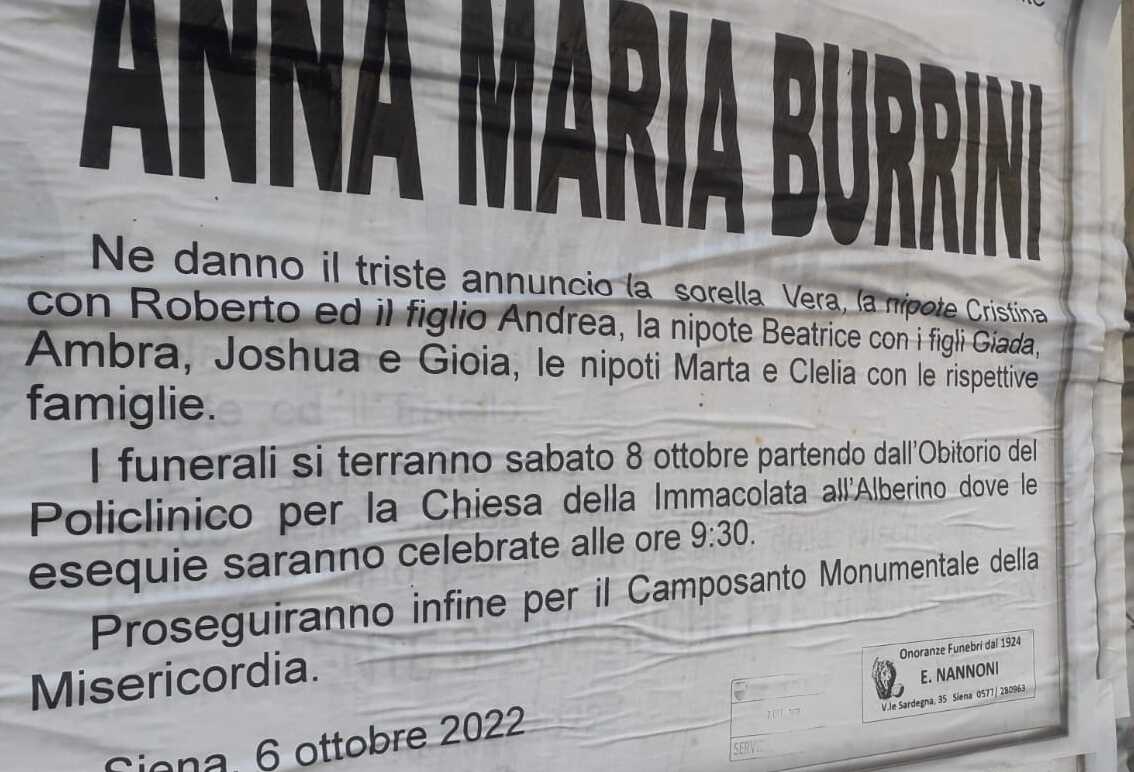 ANNA MARIA BURRINI
Ne danno il triste annuncio la sorella Vera, la nipote Cristina
con Roberto ed il figlio Andrea, la nipote Beatrice con i figli Giada,
Ambra, Joshua e Gioia, le nipoti Marta e Clelia con le rispettive
famiglie.
I funerali si terranno sabato 8 ottobre partendo dall'Obitorio del
Policlinico per la Chiesa della Immacolata all'Alberino dove le
esequie saranno celebrate alle ore 9:30.
Proseguiranno infine per il Camposanto Monumentale della
Misericordia.
Siena, 6 ottobre 2022
Onoranze Funebri dal 1924
E. NANNONI
V.le Sardegna, 35 Siena 0577/ 280963